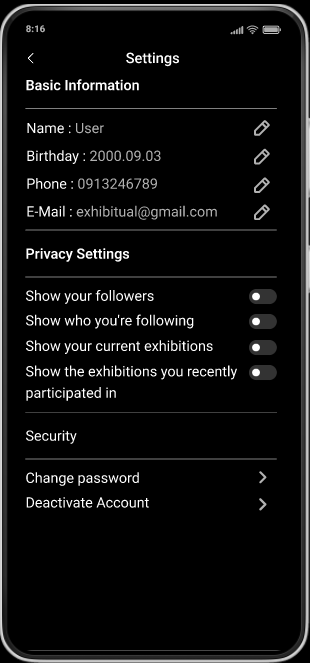 8:16
Settings
Basic Information
Name : User
Birthday : 2000.09.03
Phone : 0913246789
E-Mail : exhibitual@gmail.com
Privacy Settings
Show your followers
Show who you're following
Show your current exhibitions
Show the exhibitions you recently
participated in
Security
Change password
Deactivate Account